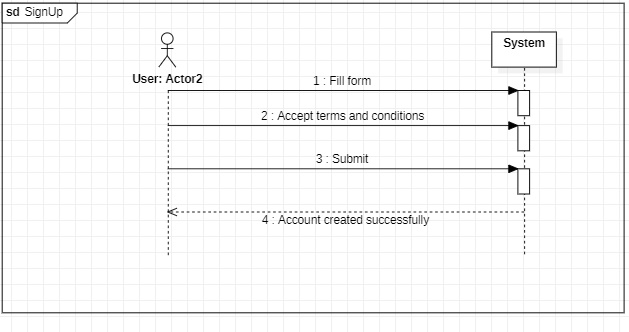 sd SignUp
User: Actor2
System
1 : Fill form
2 : Accept terms and conditions
3 : Submit
4 : Account created successfully